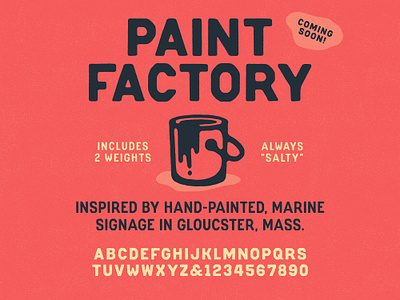 PAINT
FACTORY
COMING
SOON!
INCLUDES
2 WEIGHTS
ALWAYS
"SALTY"
INSPIRED BY HAND-PAINTED, MARINE
SIGNAGE IN GLOUCSTER, MASS.
ABCDEFGHIJKLMNOPQRS
TUVWXYZ&1234567890